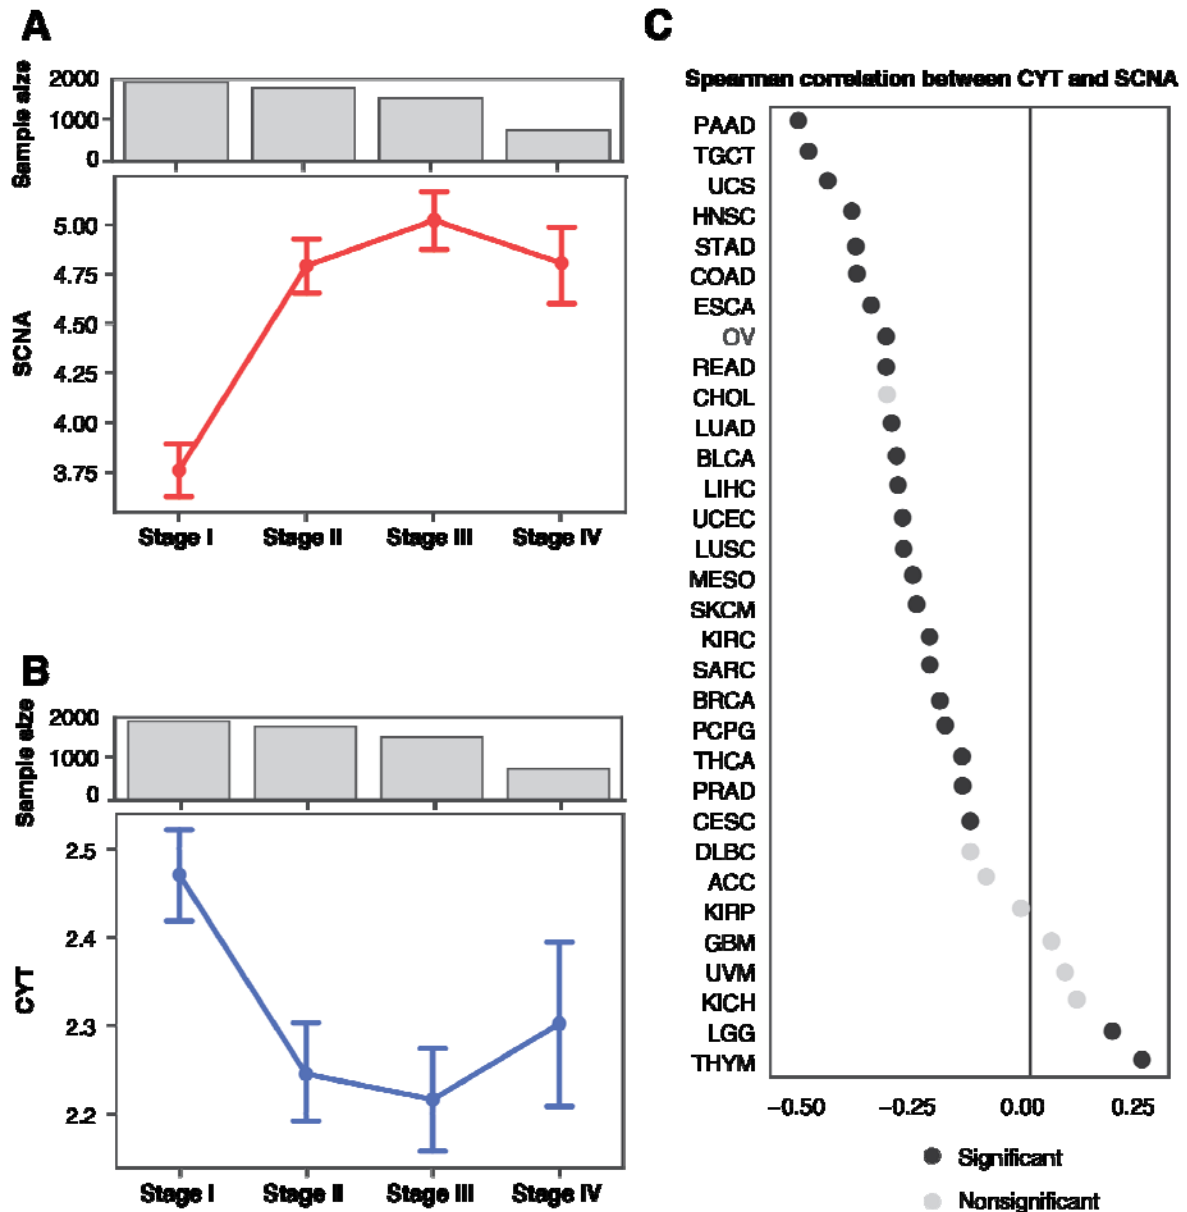 A
Sample size
2000
1000
0
SCNA
5.00
4.75
4.50
4.25
4.00
3.75
Stage I Stage II Stage III Stage IV
B
Sample size
2000
1000
0
CYT
2.5
2.4
2.3
2.2
Stage I Stage II Stage III Stage IV
C
Spearman correlation between CYT and SCNA
PAAD
TGCT
UCS
HNSC
STAD
COAD
ESCA
OV
READ
CHOL
LUAD
BLCA
LIHC
UCEC
LUSC
MESO
SKCM
KIRC
SARC
BRCA
PCPG
THCA
PRAD
CESC
DLBC
ACC
KIRP
GBM
UVM
KICH
LGG
THYM
−0.50 −0.25 0.00 0.25
Significant
Nonsignificant